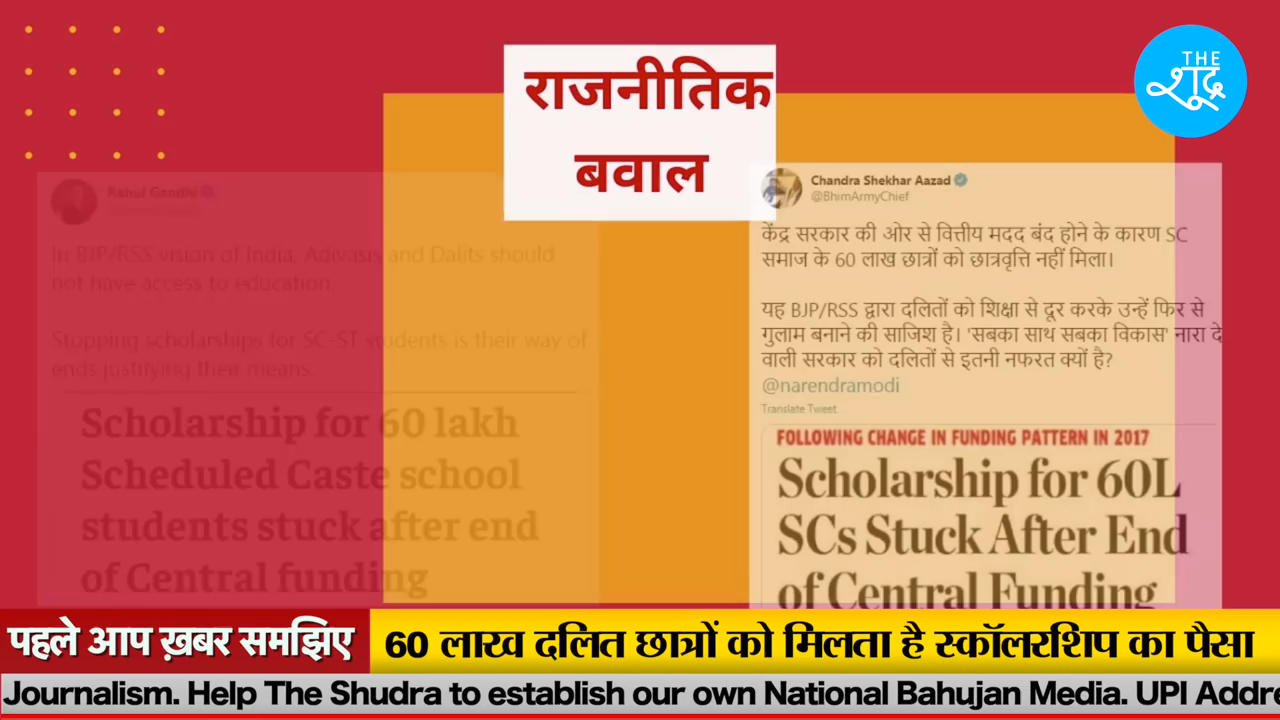 राजनीतिक
बवाल
THE
शूद्र
Rahul Gandhi
In BJP/RSS vision of India, Adivasis and Dalits should
not have access to education.
Stopping scholarships for SC-ST students is their way of
ends justifying their means.
Scholarship for 60 lakh
Scheduled Caste school
students stuck after end
of Central funding
Chandra Shekhar Aazad
@BhimArmyChief
केंद्र सरकार की ओर से वित्तीय मदद बंद होने के कारण SC
समाज के 60 लाख छात्रों को छात्रवृत्ति नहीं मिला।
यह BJP/RSS द्वारा दलितों को शिक्षा से दूर करके उन्हें फिर से
गुलाम बनाने की साजिश है। 'सबका साथ सबका विकास' नारा दे
वाली सरकार को दलितों से इतनी नफरत क्यों है?
@narendramodi
Translate Tweet
FOLLOWING CHANGE IN FUNDING PATTERN IN 2017
Scholarship for 60L
SCs Stuck After End
of Central Funding
पहले आप ख़बर समझिए
60 लाख दलित छात्रों को मिलता है स्कॉलरशिप का पैसा
Journalism. Help The Shudra to establish our own National Bahujan Media. UPI Addre